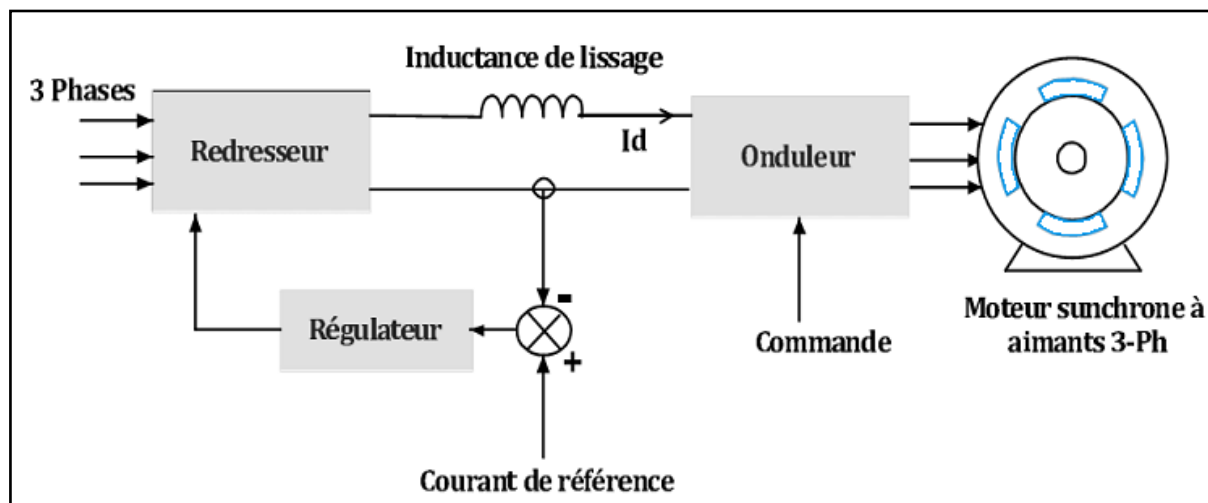 Inductance de lissage
3 Phases
Redresseur
Id
Onduleur
-
Régulateur
+
Commande
Moteur sunchrone à
aimants 3-Ph
Courant de référence